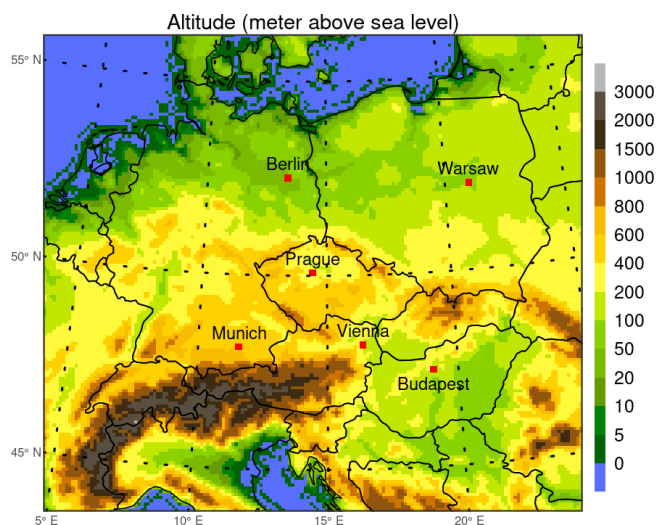 Altitude (meter above sea level)
55° N
50° N
45° N
Berlin
Warsaw
Prague
Munich
Vienna
Budapest
5° E
10° E
15° E
20° E
3000
2000
1500
1000
800
600
400
200
100
50
20
10
5
0